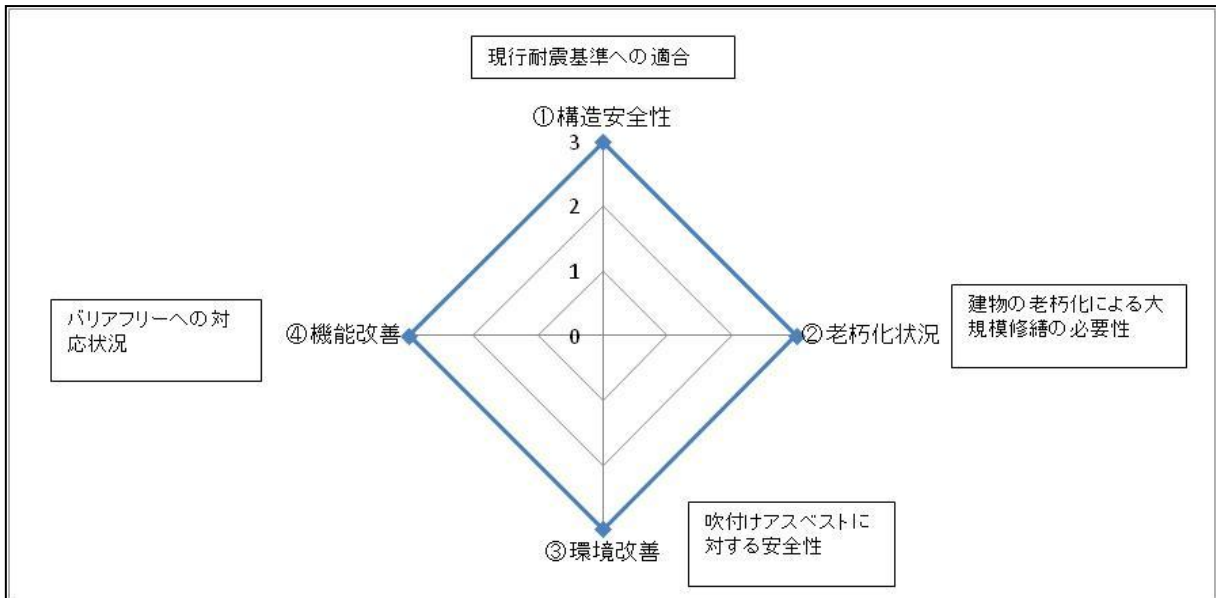 現行耐震基準への適合
①構造安全性
3
2
1
0
バリアフリーへの対
応状況
④機能改善
②老朽化状況
建物の老朽化による大
規模修繕の必要性
③環境改善
吹付けアスベストに
対する安全性